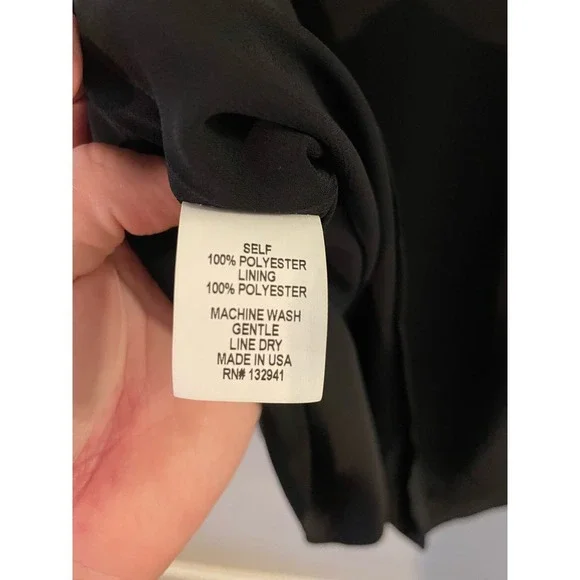 SELF
100% POLYESTER
LINING
100% POLYESTER
MACHINE WASH
GENTLE
LINE DRY
MADE IN USA
RN# 132941